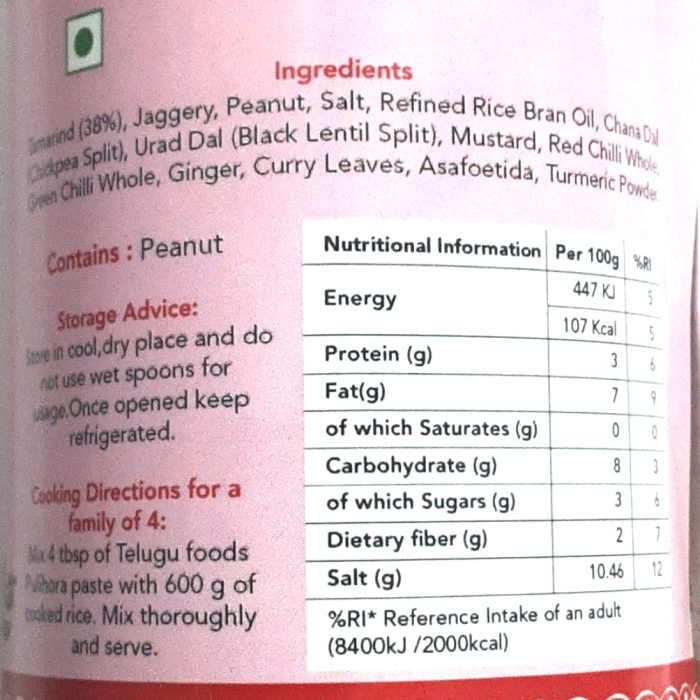 Ingredients
Tamarind (38%), Jaggery, Peanut, Salt, Refined Rice Bran Oil, Chana Dal
(Chickpea Split), Urad Dal (Black Lentil Split), Mustard, Red Chilli Whole,
Green Chilli Whole, Ginger, Curry Leaves, Asafoetida, Turmeric Powder.
Contains : Peanut
Storage Advice:
Store in cool,dry place and do
not use wet spoons for
usage.Once opened keep
refrigerated.
Cooking Directions for a
family of 4:
Mix 4 tbsp of Telugu foods
Pulihora paste with 600 g of
cooked rice. Mix thoroughly
and serve.
Nutritional Information Per 100g %RI
Energy 447 KJ 5
107 Kcal 5
Protein (g) 3 6
Fat(g) 7 9
of which Saturates (g) 0 0
Carbohydrate (g) 8 3
of which Sugars (g) 3 6
Dietary fiber (g) 2 7
Salt (g) 10.46 12
%RI* Reference Intake of an adult
(8400kJ /2000kcal)